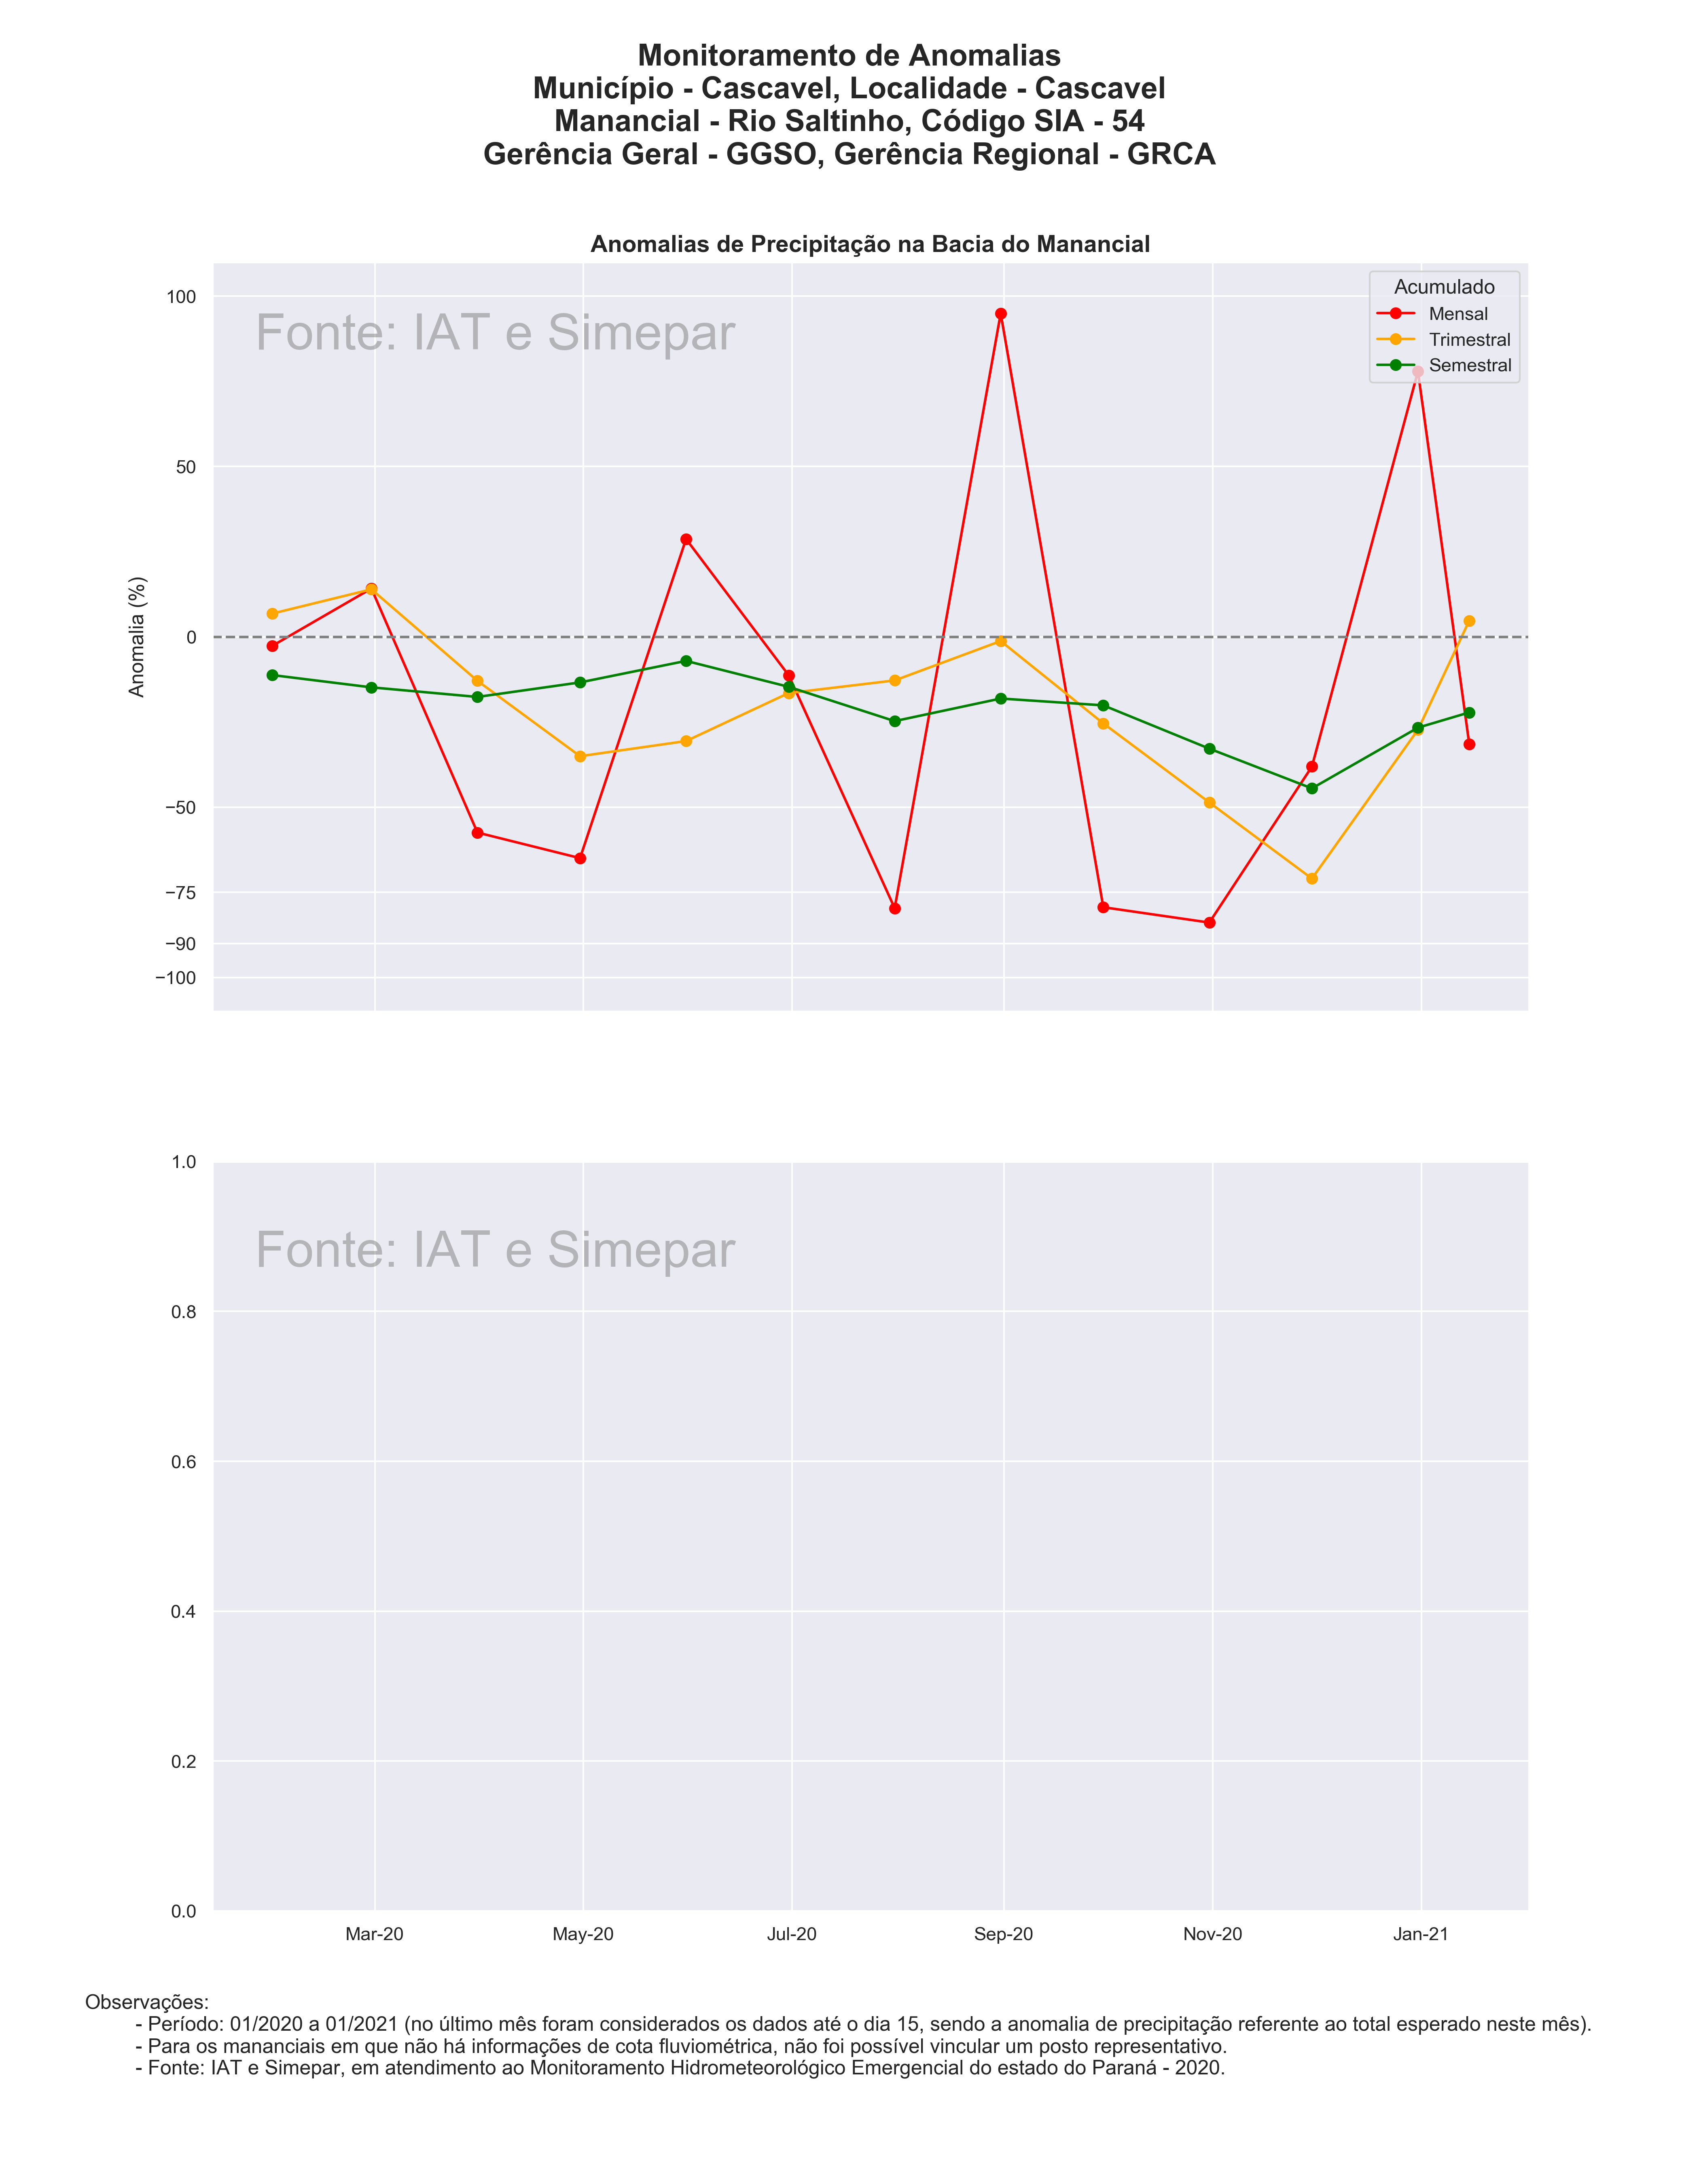 Monitoramento de Anomalias
Município - Cascavel, Localidade - Cascavel
Manancial - Rio Saltinho, Código SIA - 54
Gerência Geral - GGSO, Gerência Regional - GRCA
Anomalias de Precipitação na Bacia do Manancial
Fonte: IAT e Simepar
Acumulado
Mensal
Trimestral
Semestral
Anomalia (%)
100
50
0
−50
−75
−90
−100
Fonte: IAT e Simepar
1.0
0.8
0.6
0.4
0.2
0.0
Mar-20 May-20 Jul-20 Sep-20 Nov-20 Jan-21
Observações:
- Período: 01/2020 a 01/2021 (no último mês foram considerados os dados até o dia 15, sendo a anomalia de precipitação referente ao total esperado neste mês).
- Para os mananciais em que não há informações de cota fluviométrica, não foi possível vincular um posto representativo.
- Fonte: IAT e Simepar, em atendimento ao Monitoramento Hidrometeorológico Emergencial do estado do Paraná - 2020.